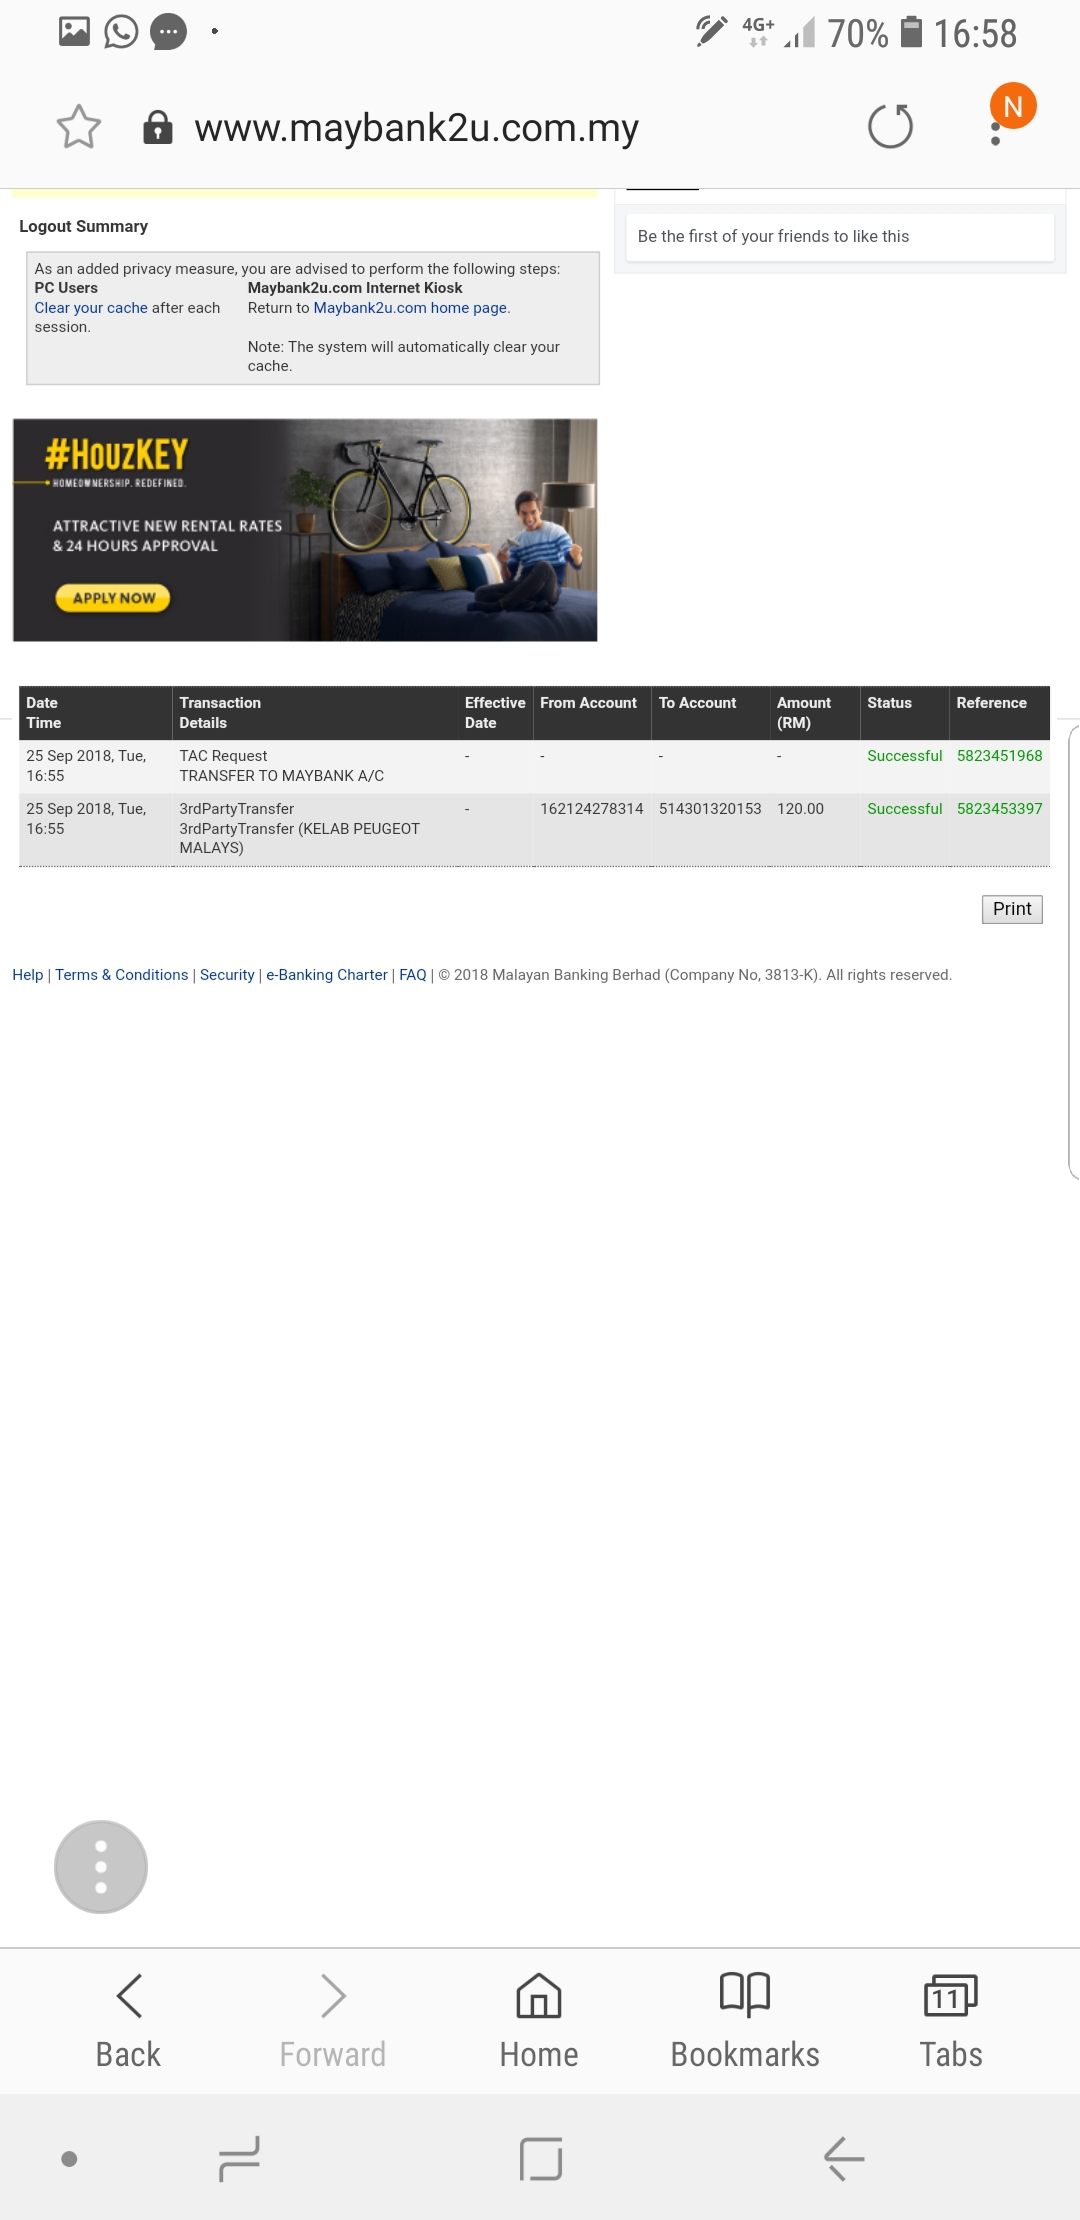 4G+ 70% 16:58
www.maybank2u.com.my
N
Logout Summary
Be the first of your friends to like this
As an added privacy measure, you are advised to perform the following steps:
PC Users
Clear your cache after each
session.
Maybank2u.com Internet Kiosk
Return to Maybank2u.com home page.
Note: The system will automatically clear your
cache.
#HouzKEY
HOMEOWNERSHIP. REDEFINED.
ATTRACTIVE NEW RENTAL RATES
& 24 HOURS APPROVAL
APPLY NOW
Date Transaction Effective From Account To Account Amount Status Reference
Time Details Date (RM)
25 Sep 2018, Tue, TAC Request - - - - Successful 5823451968
16:55 TRANSFER TO MAYBANK A/C
25 Sep 2018, Tue, 3rdPartyTransfer - 162124278314 514301320153 120.00 Successful 5823453397
16:55 3rdPartyTransfer (KELAB PEUGEOT
MALAYS)
Print
Help | Terms & Conditions | Security | e-Banking Charter | FAQ | © 2018 Malayan Banking Berhad (Company No, 3813-K). All rights reserved.
11
Back Forward Home Bookmarks Tabs